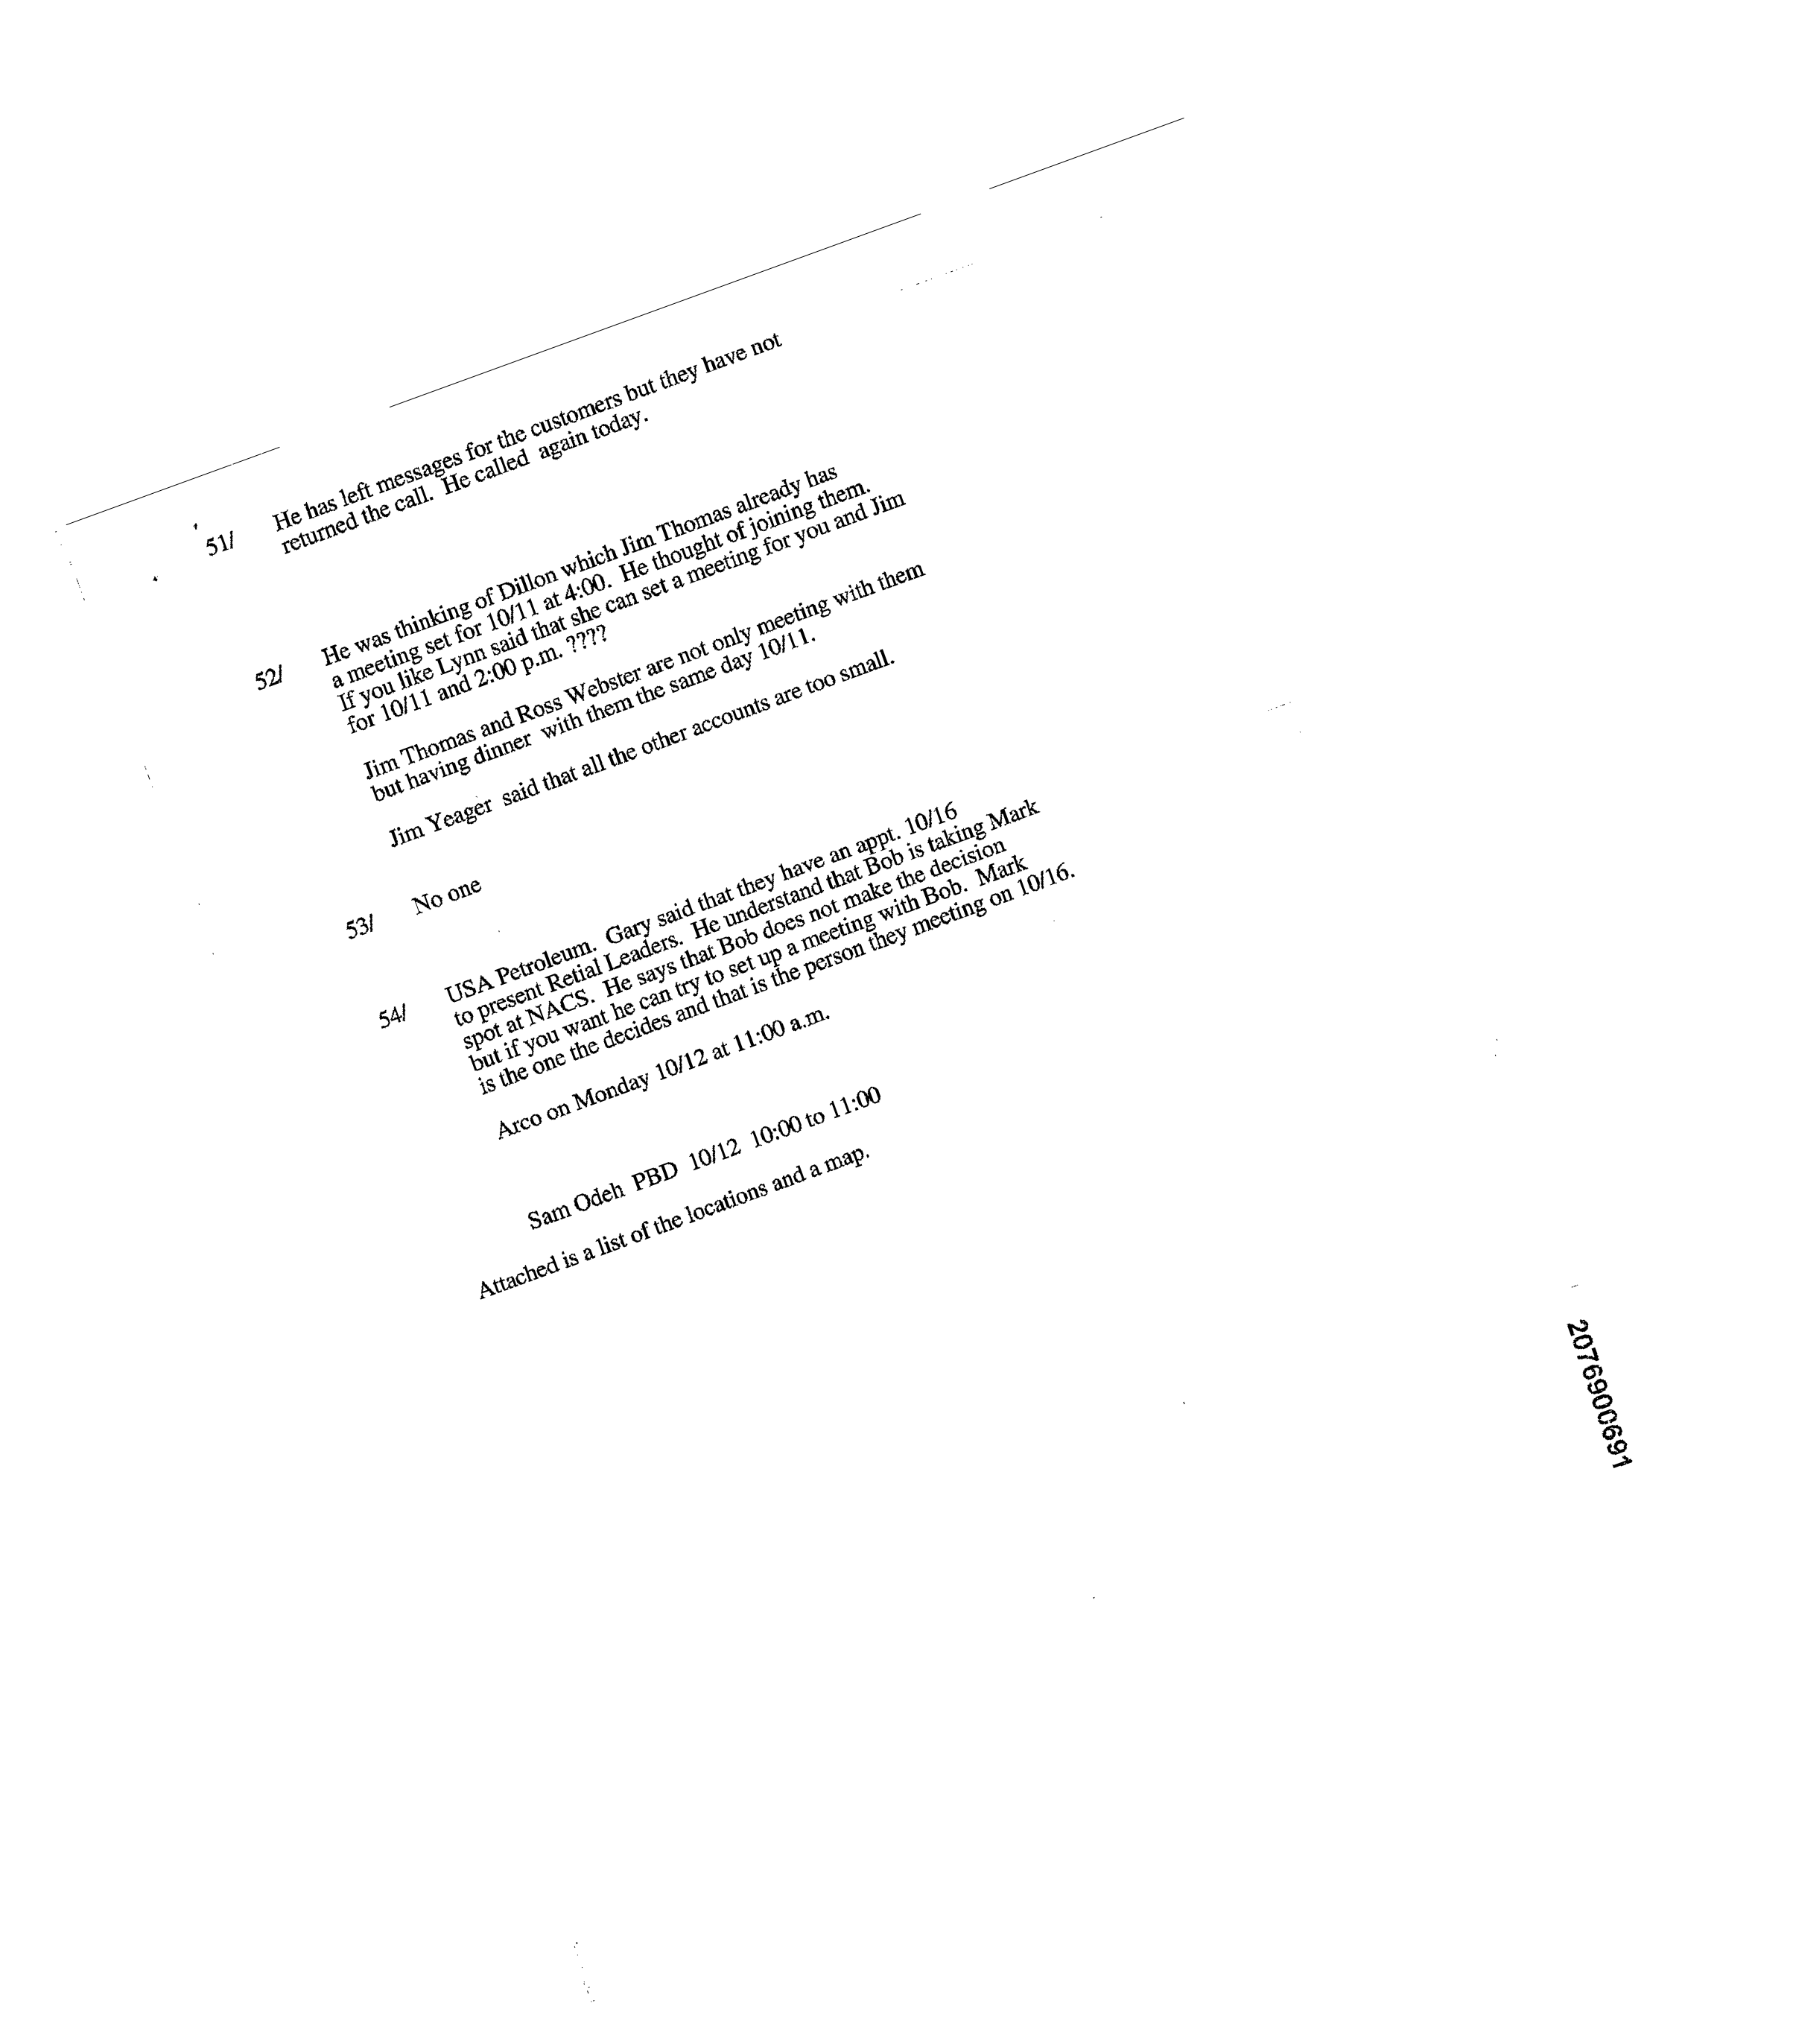 51/ He has left messages for the customers but they have not
returned the call. He called again today.
52/ He was thinking of Dillon which Jim Thomas already has
a meeting set for 10/11 at 4:00. He thought of joining them.
If you like Lynn said that she can set a meeting for you and Jim
for 10/11 and 2:00 p.m. ????
Jim Thomas and Ross Webster are not only meeting with them
but having dinner with them the same day 10/11.
Jim Yeager said that all the other accounts are too small.
53/ No one
54/ USA Petroleum. Gary said that they have an appt. 10/16
to present Retial Leaders. He understand that Bob is taking Mark
spot at NACS. He says that Bob does not make the decision
but if you want he can try to set up a meeting with Bob. Mark
is the one the decides and that is the person they meeting on 10/16.
Arco on Monday 10/12 at 11:00 a.m.
Sam Odeh PBD 10/12 10:00 to 11:00
Attached is a list of the locations and a map.
2076900691